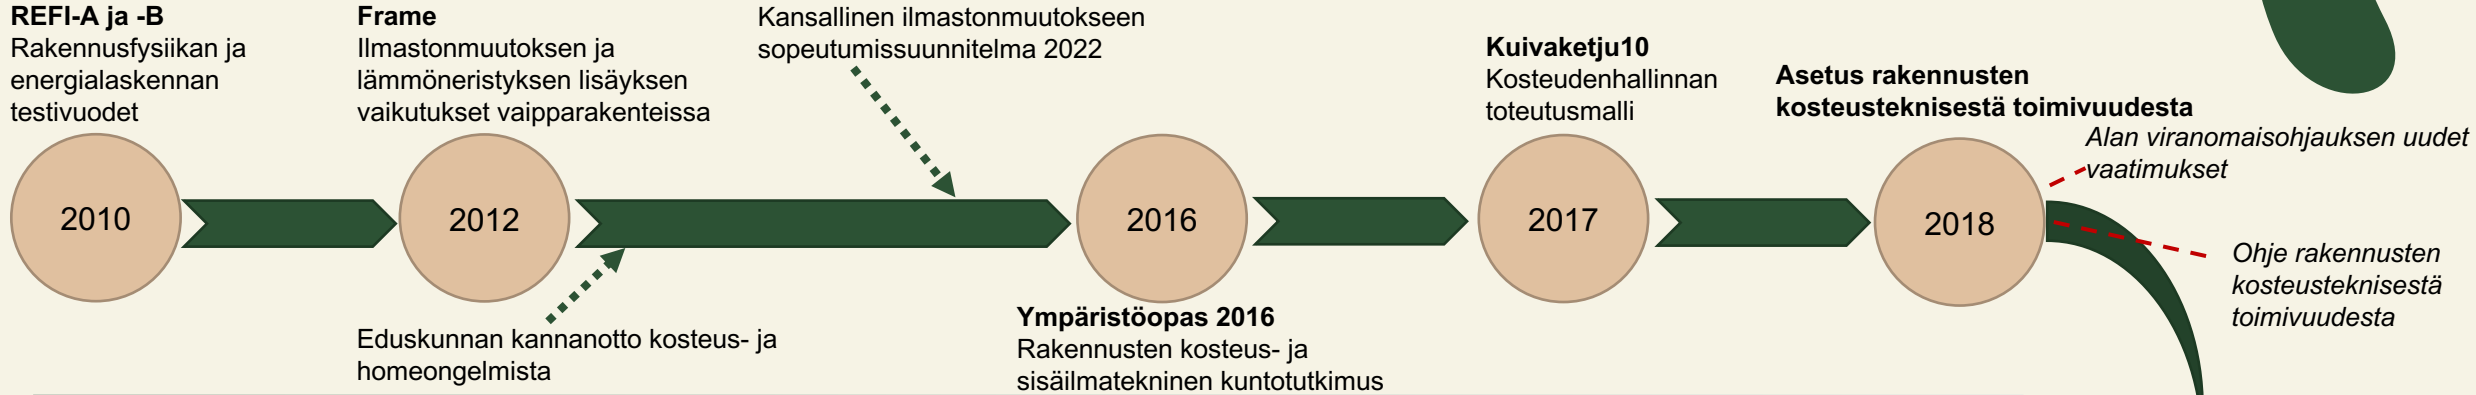 REFI-A ja -B
Rakennusfysiikan ja
energialaskennan
testivuodet
2010
Frame
Ilmastonmuutoksen ja
lämmöneristyksen lisäyksen
vaikutukset vaipparakenteissa
2012
Kansallinen ilmastonmuutokseen
sopeutumissuunnitelma 2022
Eduskunnan kannanotto kosteus- ja
homeongelmista
2016
Ympäristöopas 2016
Rakennusten kosteus- ja
sisäilmatekninen kuntotutkimus
Kuivaketju10
Kosteudenhallinnan
toteutusmalli
2017
Asetus rakennusten
kosteusteknisestä toimivuudesta
2018
Alan viranomaisohjauksen uudet
vaatimukset
Ohje rakennusten
kosteusteknisestä
toimivuudesta